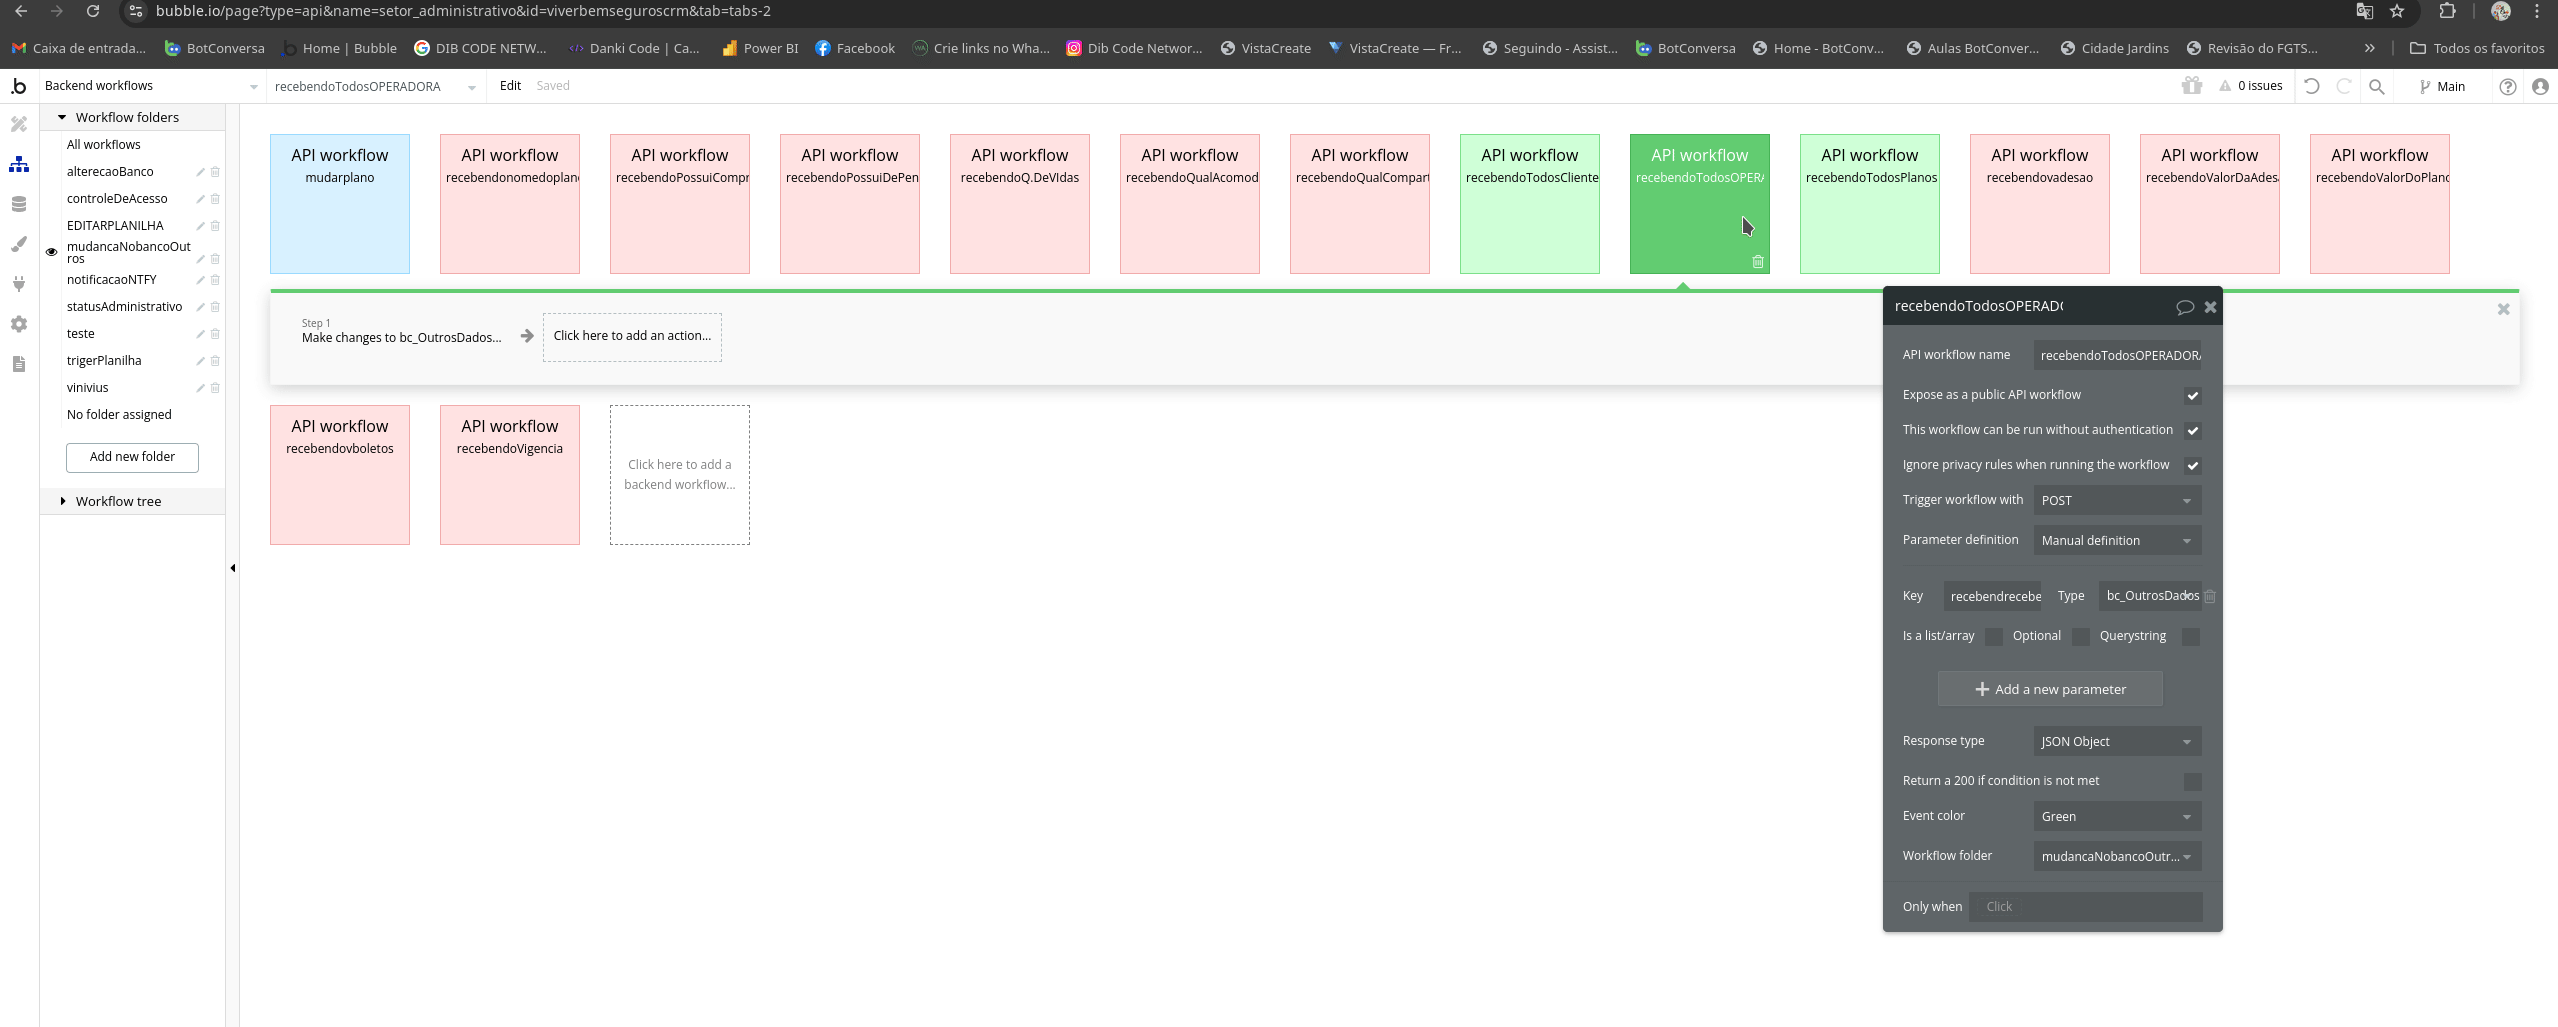 bubble.io/page?type=api&name=setor_administrativo&id=viverbemseguroscrm&tab=tabs-2
Caixa de entrada... BotConversa Home | Bubble DIB CODE NETW... Danki Code | Ca... Power BI Facebook Crie links no Wha... Dib Code Networ... VistaCreate VistaCreate — Fr... Seguindo - Assist... BotConversa Home - BotConv... Aulas BotConver... Cidade Jardins Revisão do FGTS... » Todos os favoritos
.b Backend workflows recebendoTodosOPERADORA Edit Saved 0 issues Main
Workflow folders
All workflows
alterecaoBanco
controleDeAcesso
EDITARPLANILHA
mudancaNobancoOut
ros
notificacaoNTFY
statusAdministrativo
teste
trigerPlanilha
vinivius
No folder assigned
Add new folder
Workflow tree
API workflow
mudarplano
API workflow
recebendonomedoplan
API workflow
recebendoPossuiCompr
API workflow
recebendoPossuiDePen
API workflow
recebendoQ.DeVIdas
API workflow
recebendoQualAcomod
API workflow
recebendoQualCompart
API workflow
recebendoTodosCliente
API workflow
recebendoTodosOPERA
API workflow
recebendoTodosPlanos
API workflow
recebendovadesao
API workflow
recebendoValorDaAdes
API workflow
recebendoValorDoPlano
Step 1
Make changes to bc_OutrosDados...
Click here to add an action...
API workflow
recebendovboletos
API workflow
recebendoVigencia
Click here to add a
backend workflow...
recebendoTodosOPERADO
API workflow name recebendoTodosOPERADORA
Expose as a public API workflow
This workflow can be run without authentication
Ignore privacy rules when running the workflow
Trigger workflow with POST
Parameter definition Manual definition
Key recebendrecebe Type bc_OutrosDados
Is a list/array Optional Querystring
+ Add a new parameter
Response type JSON Object
Return a 200 if condition is not met
Event color Green
Workflow folder mudancaNobancoOutr...
Only when Click